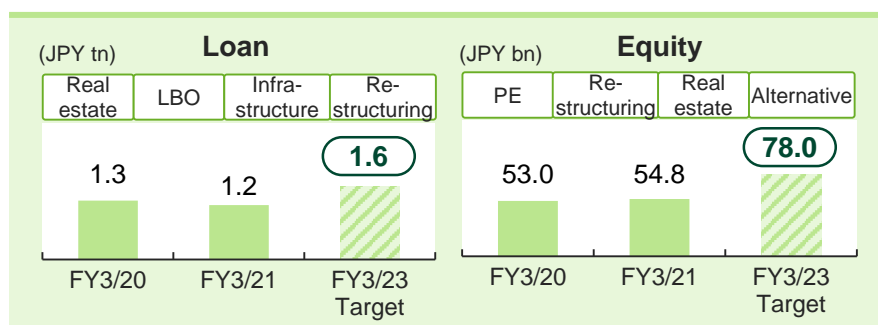 (JPY tn)
Loan
Real
estate
LBO
Infra-
structure
Re-
structuring
1.3
1.2
1.6
FY3/20
FY3/21
FY3/23
Target
(JPY bn)
Equity
PE
Re-
structuring
Real
estate
Alternative
53.0
54.8
78.0
FY3/20
FY3/21
FY3/23
Target